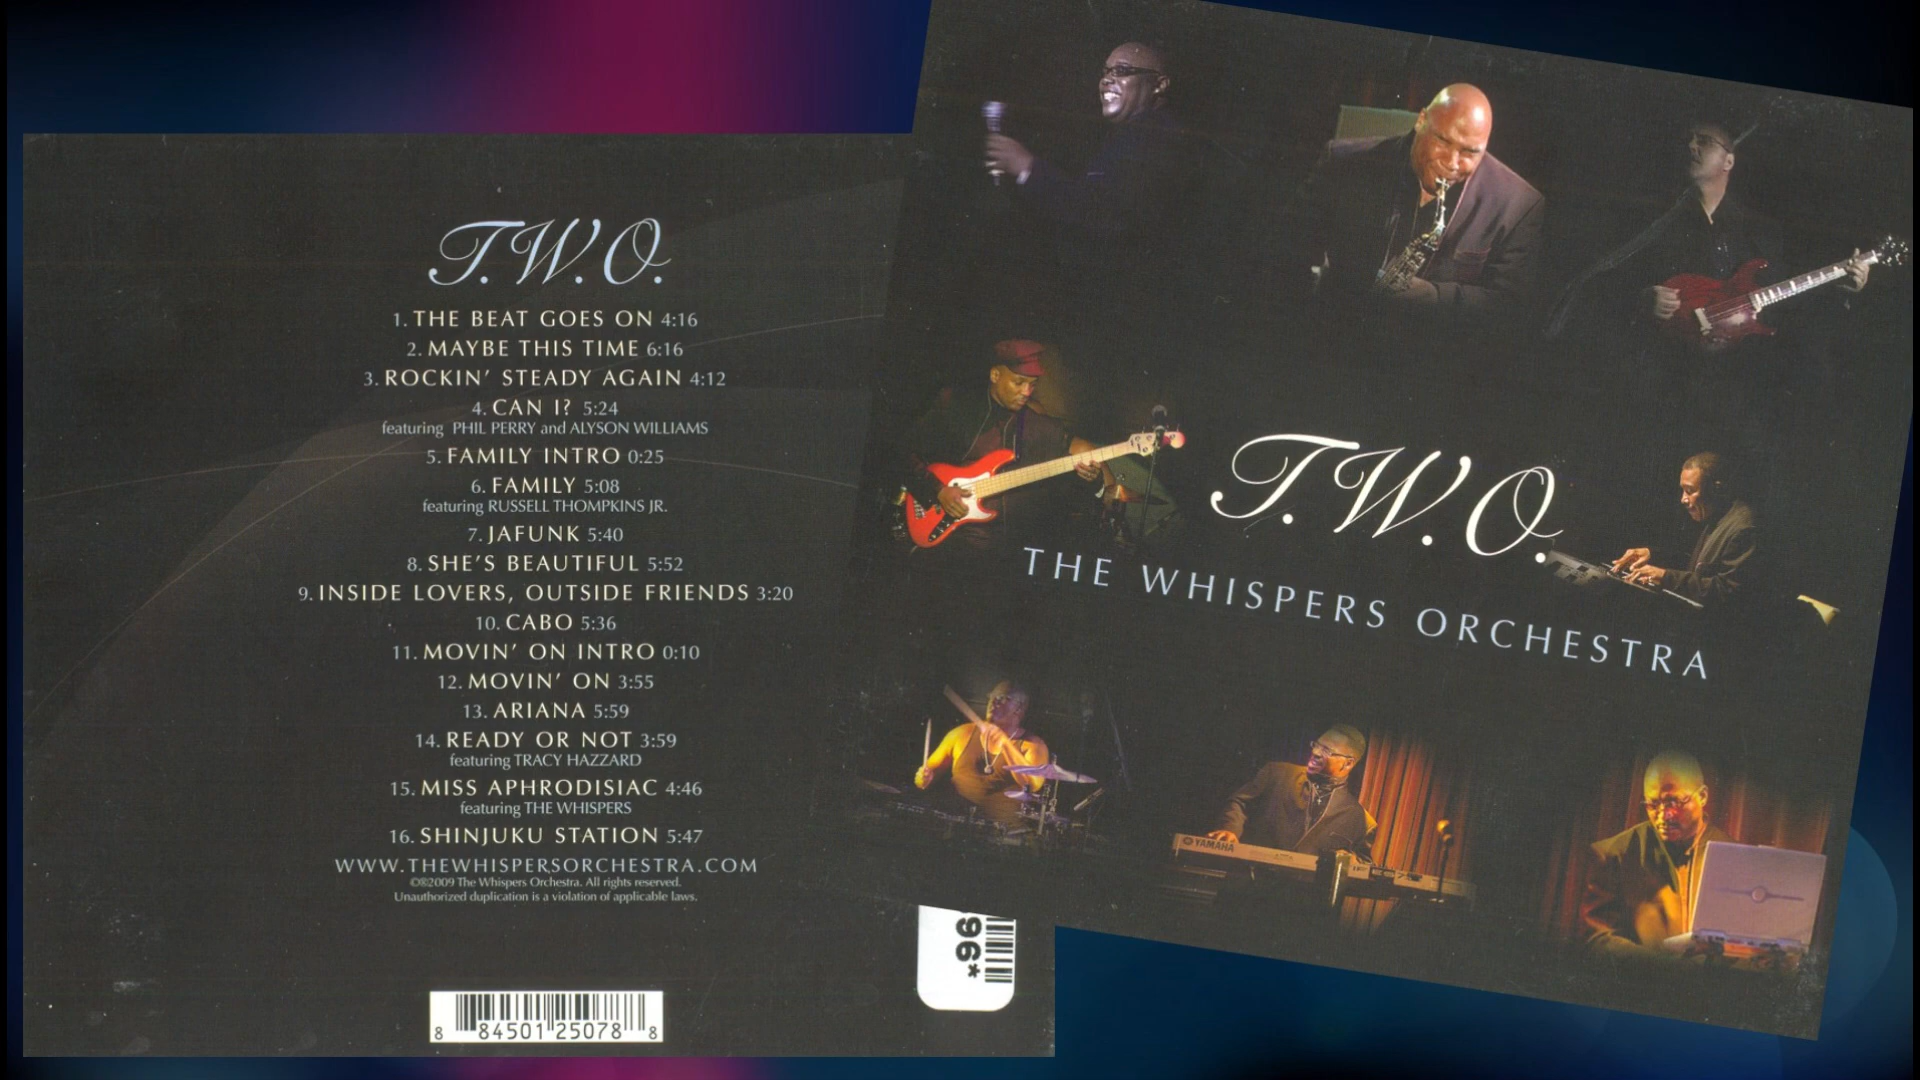 T.W.O.
1. THE BEAT GOES ON 4:16
2. MAYBE THIS TIME 6:16
3. ROCKIN' STEADY AGAIN 4:12
4. CAN I? 5:24
featuring PHIL PERRY and ALYSON WILLIAMS
5. FAMILY INTRO 0:25
6. FAMILY 5:08
featuring RUSSELL THOMPKINS JR.
7. JAFUNK 5:40
8. SHE'S BEAUTIFUL 5:52
9. INSIDE LOVERS, OUTSIDE FRIENDS 3:20
10. CABO 5:36
11. MOVIN' ON INTRO 0:10
12. MOVIN' ON 3:55
13. ARIANA 5:59
14. READY OR NOT 3:59
featuring TRACY HAZZARD
15. MISS APHRODISIAC 4:46
featuring THE WHISPERS
16. SHINJUKU STATION 5:47
WWW.THEWHISPERSORCHESTRA.COM
©℗2009 The Whispers Orchestra. All rights reserved.
Unauthorized duplication is a violation of applicable laws.
8 84501 25078 8
96*
T.W.O.
THE WHISPERS ORCHESTRA
YAMAHA